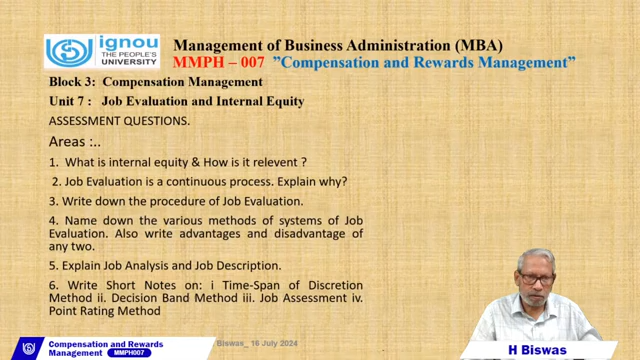 ignou
THE PEOPLE'S
UNIVERSITY
Management of Business Administration (MBA)
MMPH – 007 ”Compensation and Rewards Management”
Block 3: Compensation Management
Unit 7 : Job Evaluation and Internal Equity
ASSESSMENT QUESTIONS.
Areas :..
1. What is internal equity & How is it relevent ?
2. Job Evaluation is a continuous process. Explain why?
3. Write down the procedure of Job Evaluation.
4. Name down the various methods of systems of Job
Evaluation. Also write advantages and disadvantage of
any two.
5. Explain Job Analysis and Job Description.
6. Write Short Notes on: i Time-Span of Discretion
Method ii. Decision Band Method iii. Job Assessment iv.
Point Rating Method
Compensation and Rewards
Management MMPH007
Biswas_ 16 July 2024
H Biswas